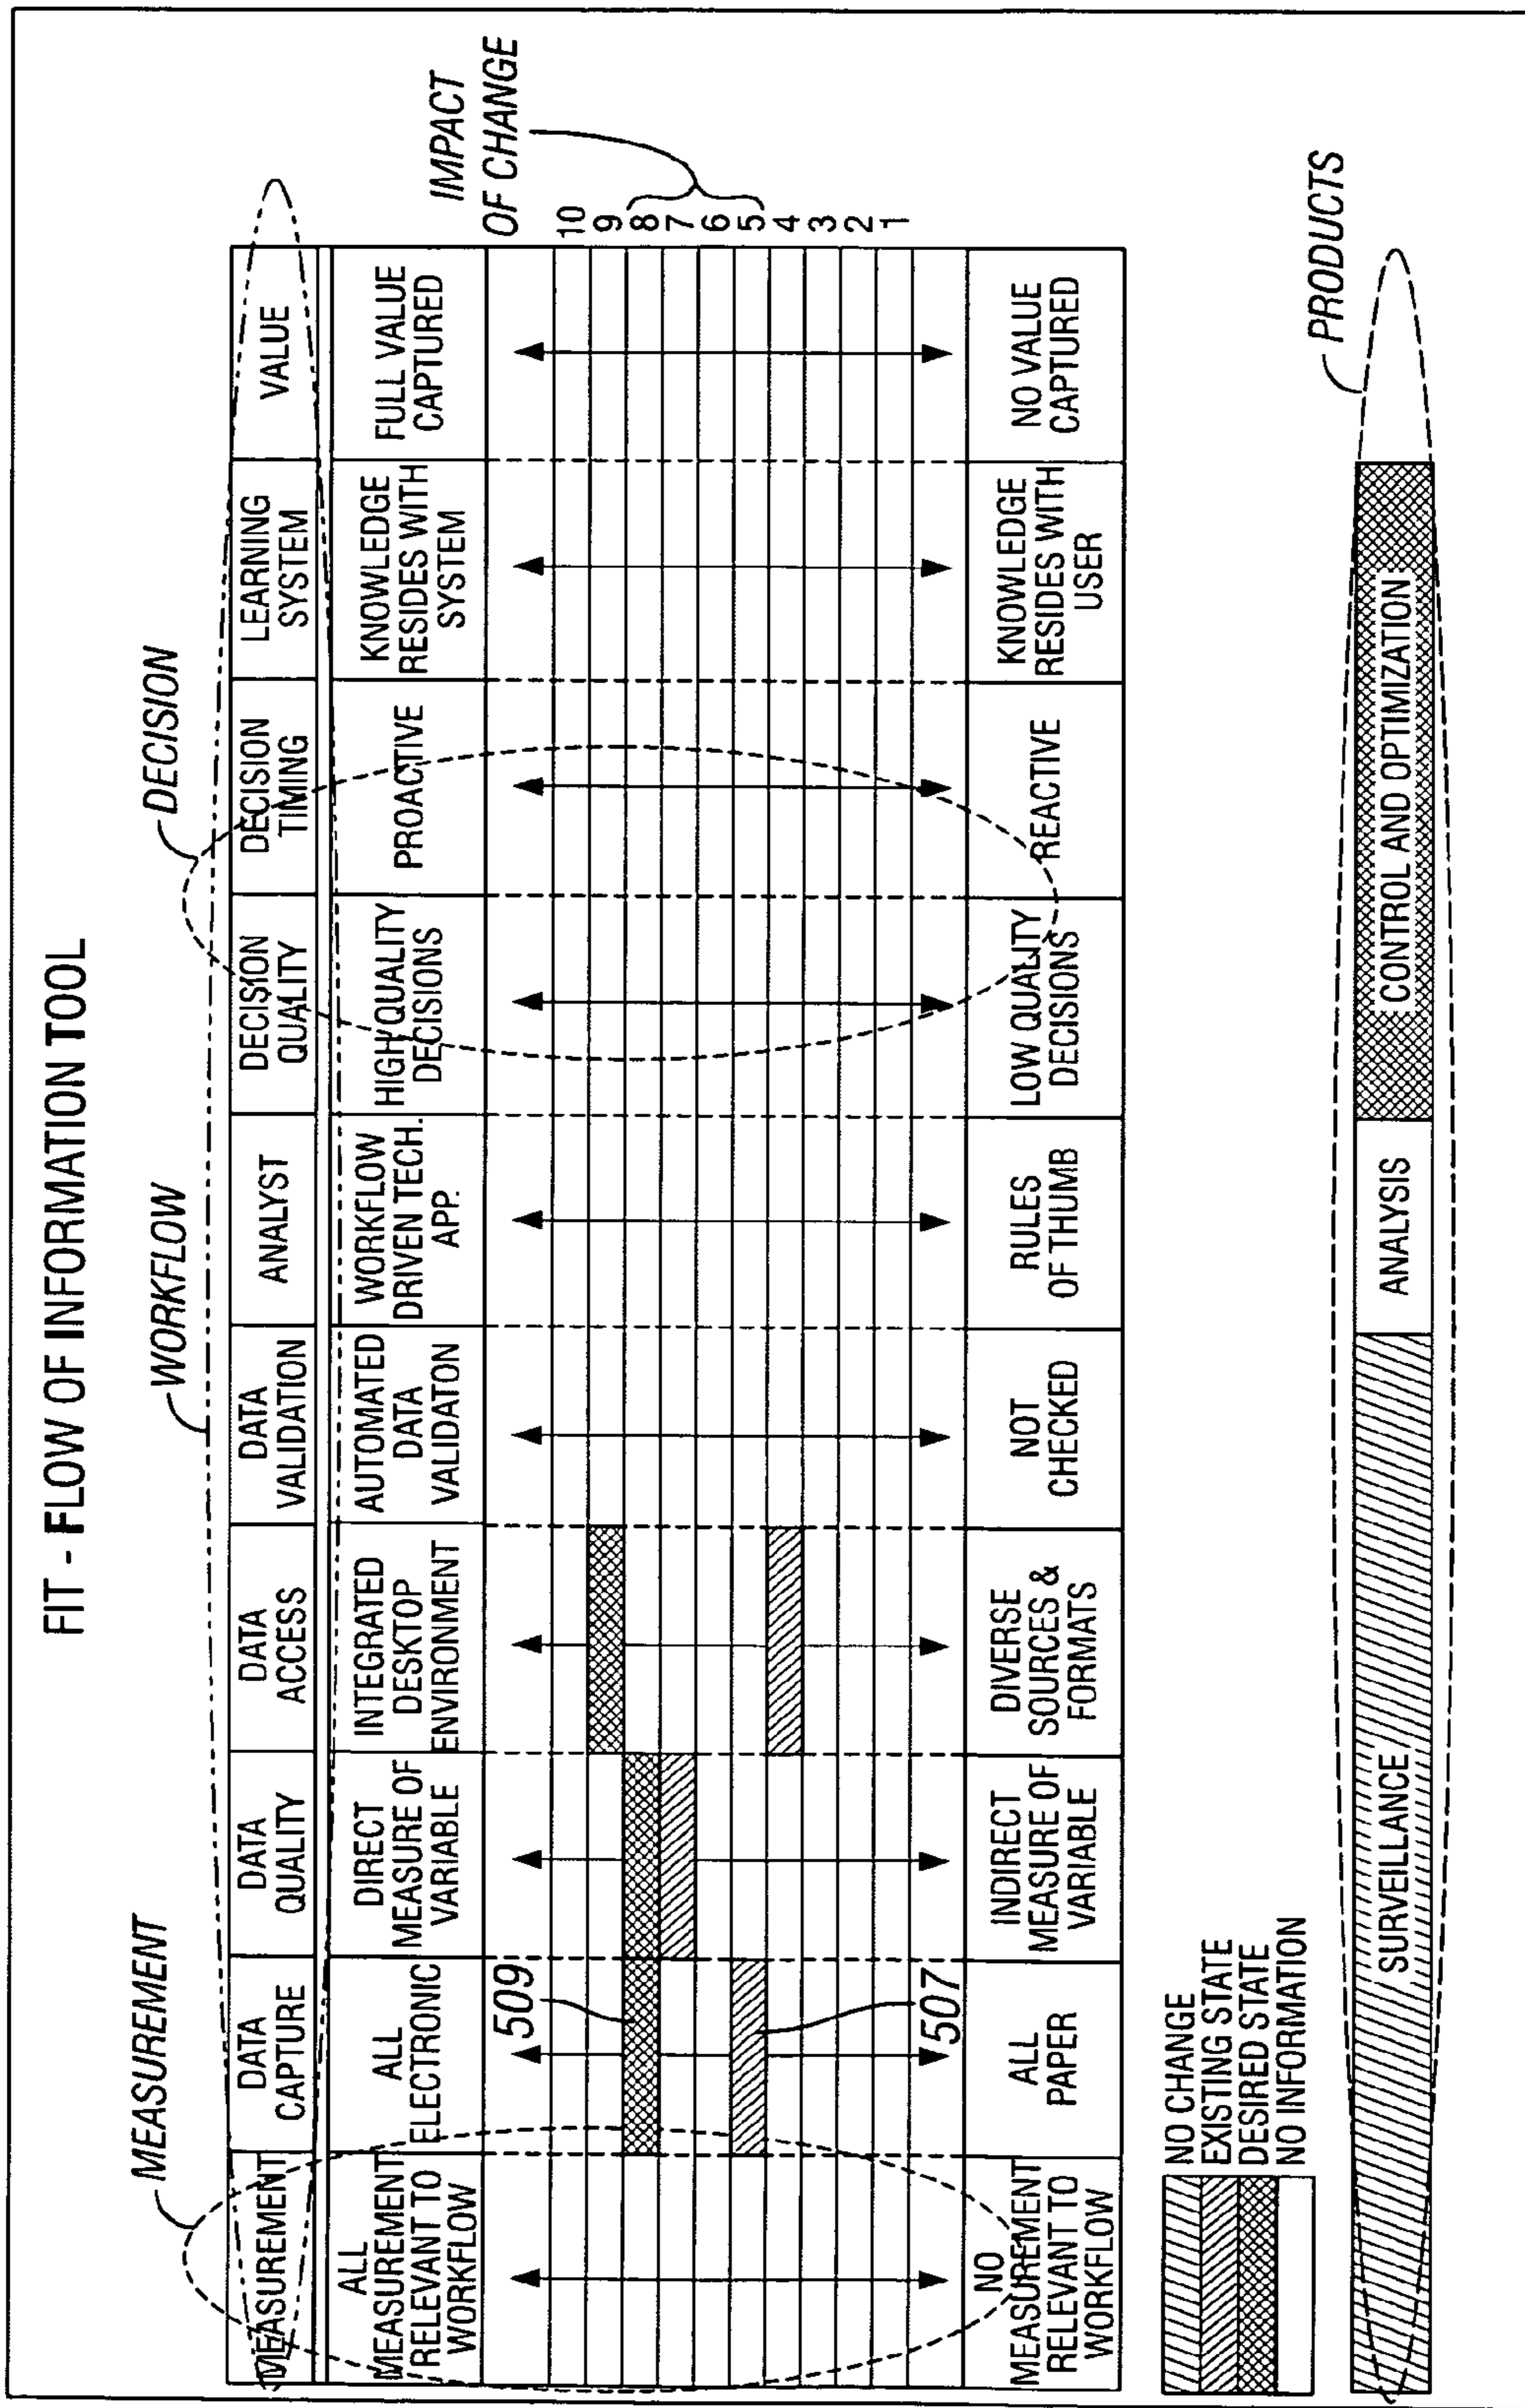 FIT - FLOW OF INFORMATION TOOL
MEASUREMENT
WORKFLOW
DECISION
MEASUREMENT
DATA
CAPTURE
DATA
QUALITY
DATA
ACCESS
DATA
VALIDATION
ANALYST
DECISION
QUALITY
DECISION
TIMING
LEARNING
SYSTEM
VALUE
ALL
MEASUREMENT
RELEVANT TO
WORKFLOW
ALL
ELECTRONIC
DIRECT
MEASURE OF
VARIABLE
INTEGRATED
DESKTOP
ENVIRONMENT
AUTOMATED
DATA
VALIDATON
WORKFLOW
DRIVEN TECH.
APP.
HIGH QUALITY
DECISIONS
PROACTIVE
KNOWLEDGE
RESIDES WITH
SYSTEM
FULL VALUE
CAPTURED
IMPACT
OF CHANGE
509
10
9
8
7
6
5
4
3
2
1
507
NO
MEASUREMENT
RELEVANT TO
WORKFLOW
ALL
PAPER
INDIRECT
MEASURE OF
VARIABLE
DIVERSE
SOURCES &
FORMATS
NOT
CHECKED
RULES
OF THUMB
LOW QUALITY
DECISIONS
REACTIVE
KNOWLEDGE
RESIDES WITH
USER
NO VALUE
CAPTURED
NO CHANGE
EXISTING STATE
DESIRED STATE
NO INFORMATION
PRODUCTS
SURVEILLANCE
ANALYSIS
CONTROL AND OPTIMIZATION